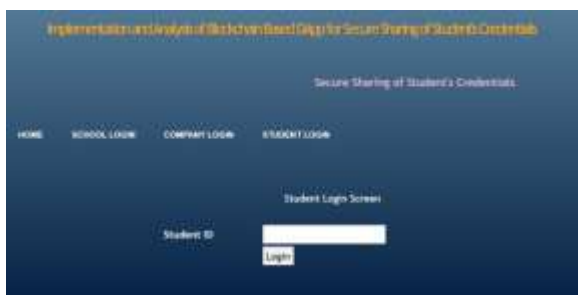 Implementation and Analysis of Blockchain Based DApp for Secure Sharing of Students Credentials
Secure Sharing of Student's Credentials
HOME SCHOOL LOGIN COMPANY LOGIN STUDENT LOGIN
Student Login Screen
Student ID
Login